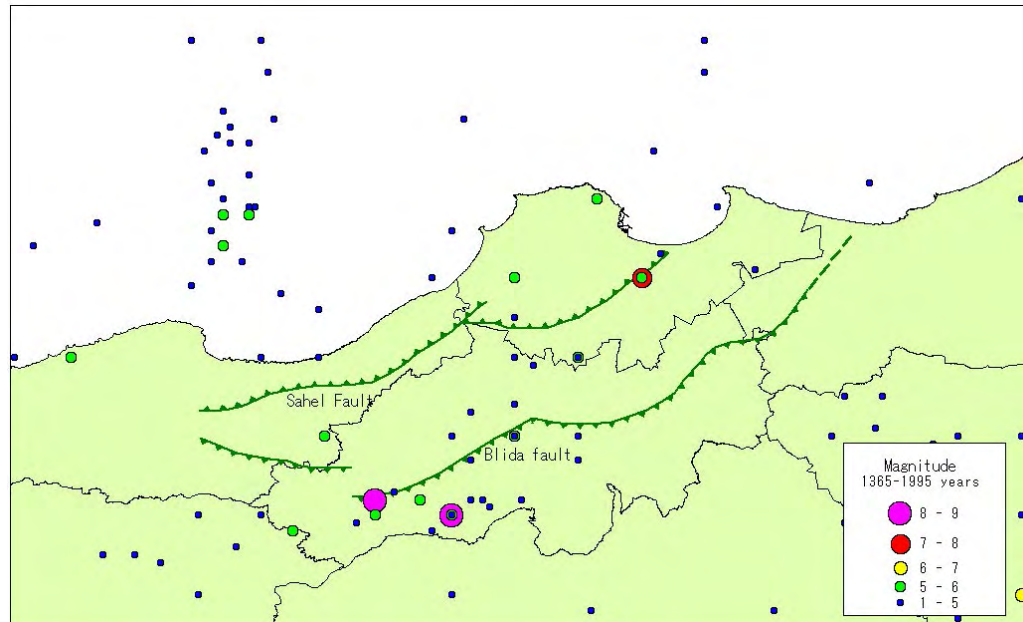 Sahel Fault
Blida fault
Magnitude
1365-1995 years
8 - 9
7 - 8
6 - 7
5 - 6
1 - 5